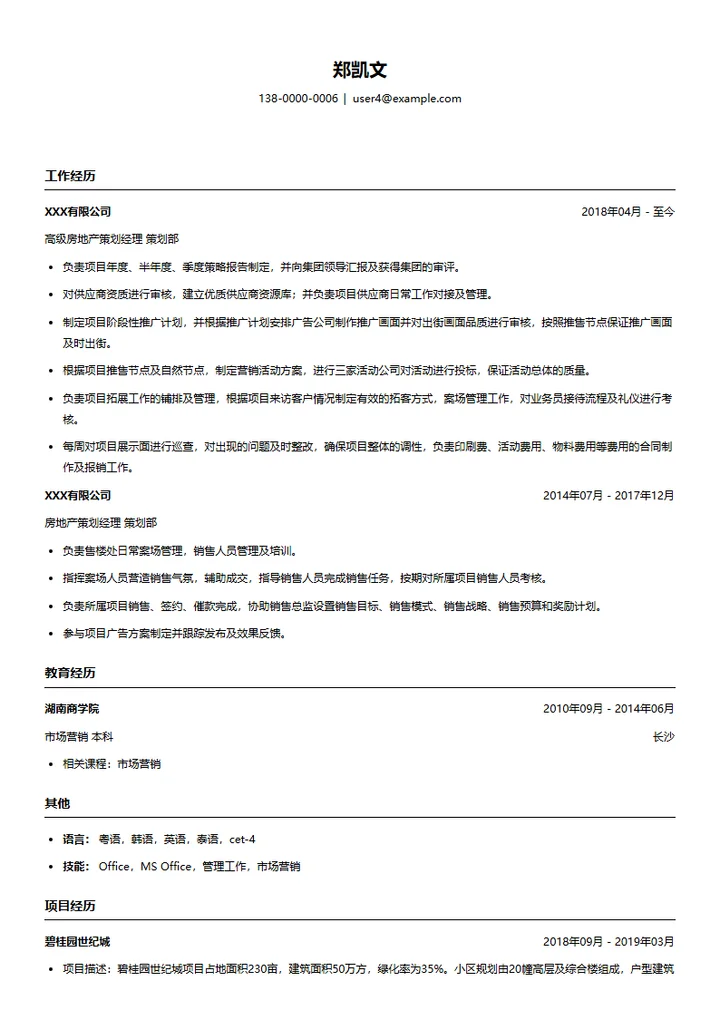 郑凯文
138-0000-0006 | user4@example.com
工作经历
XXX有限公司 2018年04月 - 至今
高级房地产策划经理 策划部
• 负责项目年度、半年度、季度策略报告制定，并向集团领导汇报及获得集团的审评。
• 对供应商资质进行审核，建立优质供应商资源库；并负责项目供应商日常工作对接及管理。
• 制定项目阶段性推广计划，并根据推广计划安排广告公司制作推广画面并对出街画面品质进行审核，按照推售节点保证推广画面
及时出街。
• 根据项目推售节点及自然节点，制定营销活动方案，进行三家活动公司对活动进行投标，保证活动总体的质量。
• 负责项目拓展工作的铺排及管理，根据项目来访客户情况制定有效的拓客方式，案场管理工作，对业务员接待流程及礼仪进行考
核。
• 每周对项目展示面进行巡查，对出现的问题及时整改，确保项目整体的调性，负责印刷费、活动费用、物料费用等费用的合同制
作及报销工作。
XXX有限公司 2014年07月 - 2017年12月
房地产策划经理 策划部
• 负责售楼处日常案场管理，销售人员管理及培训。
• 指挥案场人员营造销售气氛，辅助成交，指导销售人员完成销售任务，按期对所属项目销售人员考核。
• 负责所属项目销售、签约、催款完成，协助销售总监设置销售目标、销售模式、销售战略、销售预算和奖励计划。
• 参与项目广告方案制定并跟踪发布及效果反馈。
教育经历
湖南商学院 2010年09月 - 2014年06月
市场营销 本科 长沙
• 相关课程：市场营销
其他
• 语言： 粤语，韩语，英语，泰语，cet-4
• 技能： Office，MS Office，管理工作，市场营销
项目经历
碧桂园世纪城 2018年09月 - 2019年03月
• 项目描述：碧桂园世纪城项目占地面积230亩，建筑面积50万方，绿化率为35%。小区规划由20幢高层及综合楼组成，户型建筑